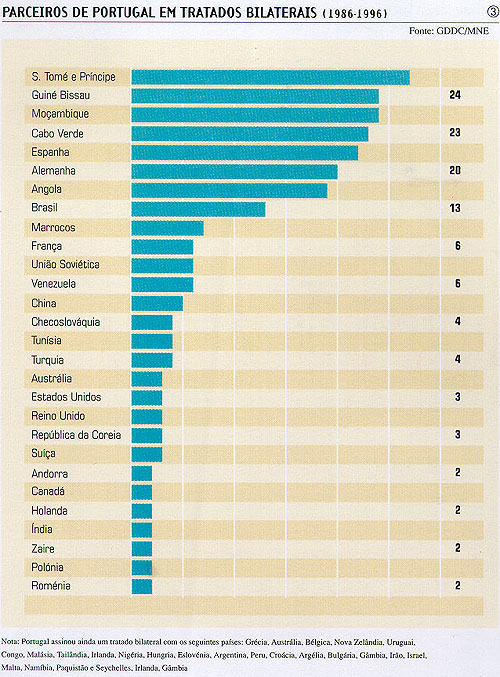 PARCEIROS DE PORTUGAL EM TRATADOS BILATERAIS (1986-1996) 3
Fonte: GDDC/MNE
S. Tomé e Príncipe
Guiné Bissau 24
Moçambique
Cabo Verde 23
Espanha
Alemanha 20
Angola
Brasil 13
Marrocos
França 6
União Soviética
Venezuela 6
China
Checoslováquia 4
Tunísia
Turquia 4
Austrália
Estados Unidos 3
Reino Unido
República da Coreia 3
Suíça
Andorra 2
Canadá
Holanda 2
Índia
Zaire 2
Polónia
Roménia 2
Nota: Portugal assinou ainda um tratado bilateral com os seguintes países: Grécia, Austrália, Bélgica, Nova Zelândia, Uruguai,
Congo, Malásia, Tailândia, Irlanda, Nigéria, Hungria, Eslovénia, Argentina, Peru, Croácia, Argélia, Bulgária, Gâmbia, Irão, Israel,
Malta, Namíbia, Paquistão e Seychelles, Irlanda, Gâmbia